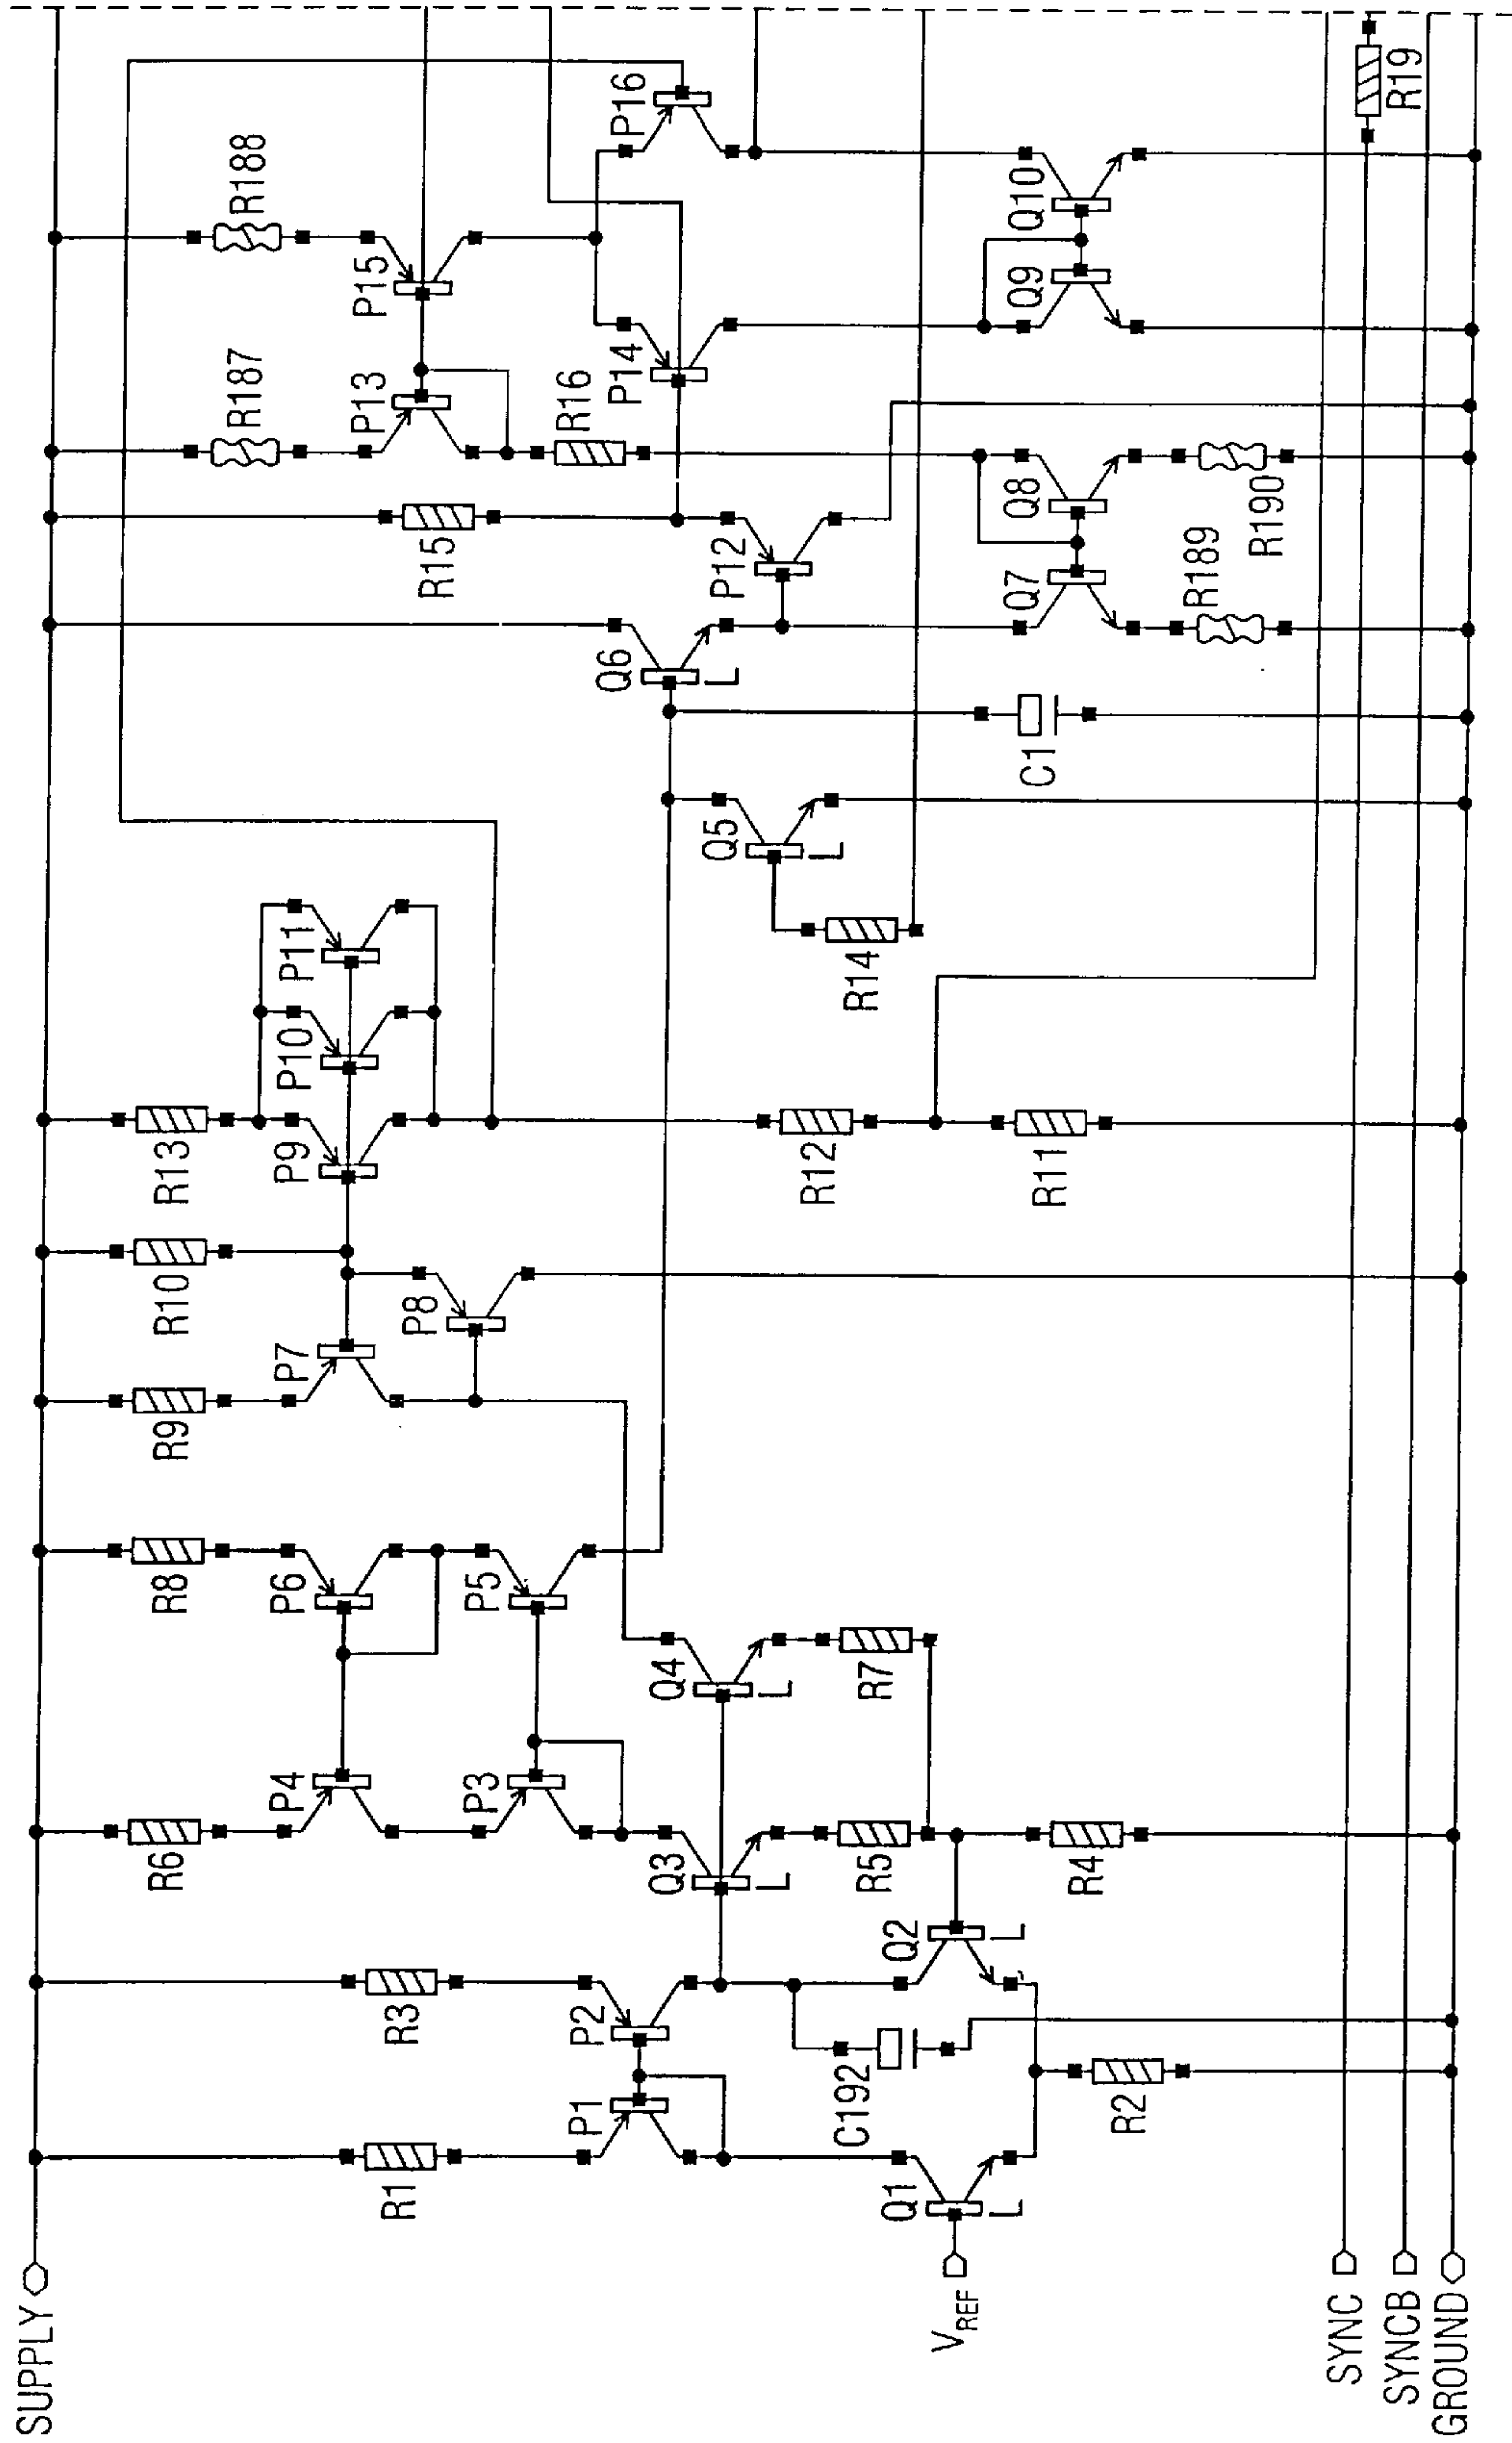 SUPPLY
R1
R3
R6
R8
R9
R10
R13
R187
R188
P1
P2
P4
P3
P6
P5
P7
P8
P9
P10
P11
R15
P13
P15
R16
P12
P14
P16
Q6
L
Q5
L
R14
C1
Q7
Q8
R189
R190
Q9
Q10
R12
R11
Q4
L
R7
Q3
L
R5
R4
Q2
L
C192
R2
Q1
L
VREF
R19
SYNC
SYNCB
GROUND